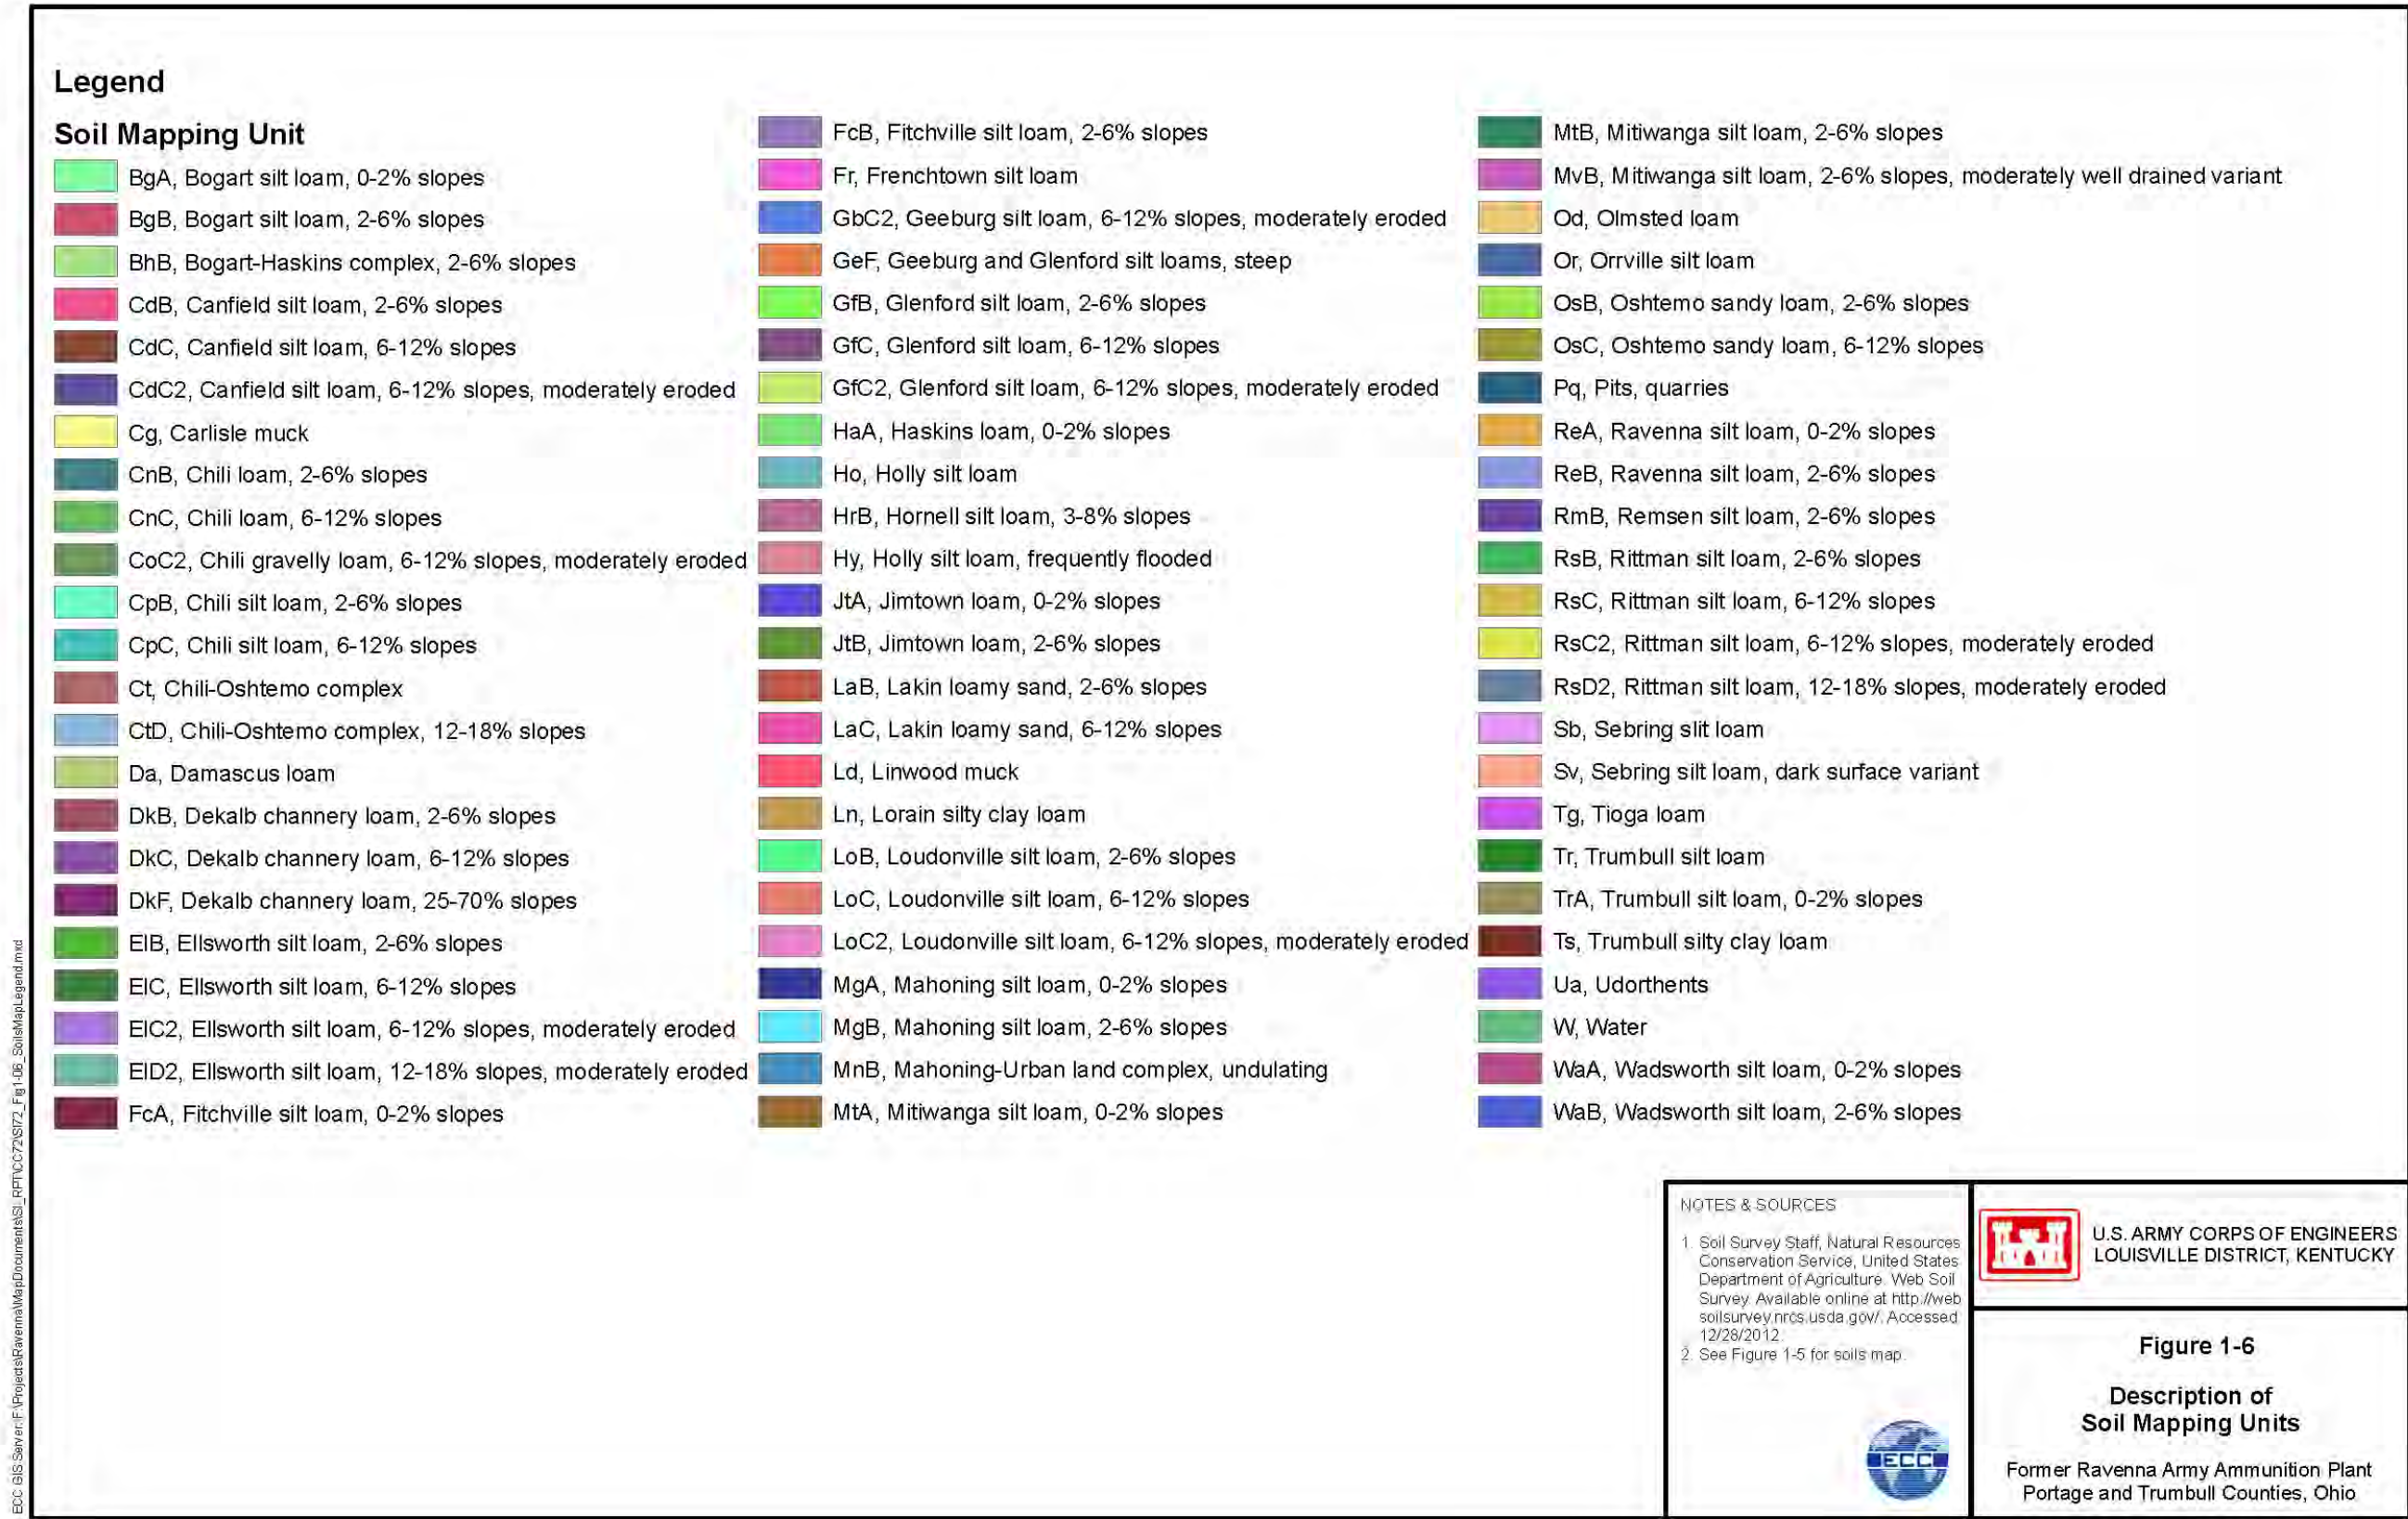 Legend
Soil Mapping Unit
BgA, Bogart silt loam, 0-2% slopes
BgB, Bogart silt loam, 2-6% slopes
BhB, Bogart-Haskins complex, 2-6% slopes
CdB, Canfield silt loam, 2-6% slopes
CdC, Canfield silt loam, 6-12% slopes
CdC2, Canfield silt loam, 6-12% slopes, moderately eroded
Cg, Carlisle muck
CnB, Chili loam, 2-6% slopes
CnC, Chili loam, 6-12% slopes
CoC2, Chili gravelly loam, 6-12% slopes, moderately eroded
CpB, Chili silt loam, 2-6% slopes
CpC, Chili silt loam, 6-12% slopes
Ct, Chili-Oshtemo complex
CtD, Chili-Oshtemo complex, 12-18% slopes
Da, Damascus loam
DkB, Dekalb channery loam, 2-6% slopes
DkC, Dekalb channery loam, 6-12% slopes
DkF, Dekalb channery loam, 25-70% slopes
ElB, Ellsworth silt loam, 2-6% slopes
ElC, Ellsworth silt loam, 6-12% slopes
ElC2, Ellsworth silt loam, 6-12% slopes, moderately eroded
ElD2, Ellsworth silt loam, 12-18% slopes, moderately eroded
FcA, Fitchville silt loam, 0-2% slopes
FcB, Fitchville silt loam, 2-6% slopes
Fr, Frenchtown silt loam
GbC2, Geeburg silt loam, 6-12% slopes, moderately eroded
GeF, Geeburg and Glenford silt loams, steep
GfB, Glenford silt loam, 2-6% slopes
GfC, Glenford silt loam, 6-12% slopes
GfC2, Glenford silt loam, 6-12% slopes, moderately eroded
HaA, Haskins loam, 0-2% slopes
Ho, Holly silt loam
HrB, Hornell silt loam, 3-8% slopes
Hy, Holly silt loam, frequently flooded
JtA, Jimtown loam, 0-2% slopes
JtB, Jimtown loam, 2-6% slopes
LaB, Lakin loamy sand, 2-6% slopes
LaC, Lakin loamy sand, 6-12% slopes
Ld, Linwood muck
Ln, Lorain silty clay loam
LoB, Loudonville silt loam, 2-6% slopes
LoC, Loudonville silt loam, 6-12% slopes
LoC2, Loudonville silt loam, 6-12% slopes, moderately eroded
MgA, Mahoning silt loam, 0-2% slopes
MgB, Mahoning silt loam, 2-6% slopes
MnB, Mahoning-Urban land complex, undulating
MtA, Mitiwanga silt loam, 0-2% slopes
MtB, Mitiwanga silt loam, 2-6% slopes
MvB, Mitiwanga silt loam, 2-6% slopes, moderately well drained variant
Od, Olmsted loam
Or, Orrville silt loam
OsB, Oshtemo sandy loam, 2-6% slopes
OsC, Oshtemo sandy loam, 6-12% slopes
Pq, Pits, quarries
ReA, Ravenna silt loam, 0-2% slopes
ReB, Ravenna silt loam, 2-6% slopes
RmB, Remsen silt loam, 2-6% slopes
RsB, Rittman silt loam, 2-6% slopes
RsC, Rittman silt loam, 6-12% slopes
RsC2, Rittman silt loam, 6-12% slopes, moderately eroded
RsD2, Rittman silt loam, 12-18% slopes, moderately eroded
Sb, Sebring slit loam
Sv, Sebring silt loam, dark surface variant
Tg, Tioga loam
Tr, Trumbull silt loam
TrA, Trumbull silt loam, 0-2% slopes
Ts, Trumbull silty clay loam
Ua, Udorthents
W, Water
WaA, Wadsworth silt loam, 0-2% slopes
WaB, Wadsworth silt loam, 2-6% slopes
NOTES & SOURCES
1. Soil Survey Staff, Natural Resources
Conservation Service, United States
Department of Agriculture. Web Soil
Survey. Available online at http://web
soilsurvey.nrcs.usda.gov/. Accessed
12/28/2012.
2. See Figure 1-5 for soils map.
ECC
U.S. ARMY CORPS OF ENGINEERS
LOUISVILLE DISTRICT, KENTUCKY
Figure 1-6
Description of
Soil Mapping Units
Former Ravenna Army Ammunition Plant
Portage and Trumbull Counties, Ohio
ECC GIS Server: F:\Projects\Ravenna\MapDocuments\SI_RPT\CC72\SI72_Fig1-06_SoilsMapLegend.mxd